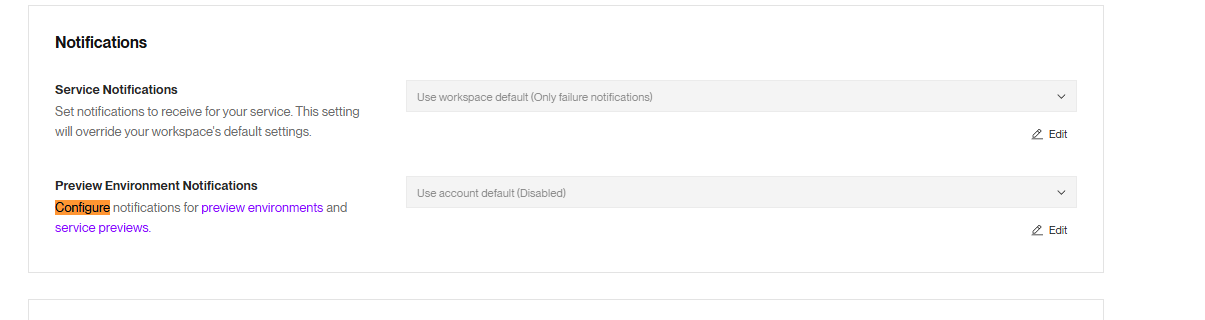 Notifications
Service Notifications
Set notifications to receive for your service. This setting
will override your workspace's default settings.
Use workspace default (Only failure notifications)
Edit
Preview Environment Notifications
Configure notifications for preview environments and
service previews.
Use account default (Disabled)
Edit